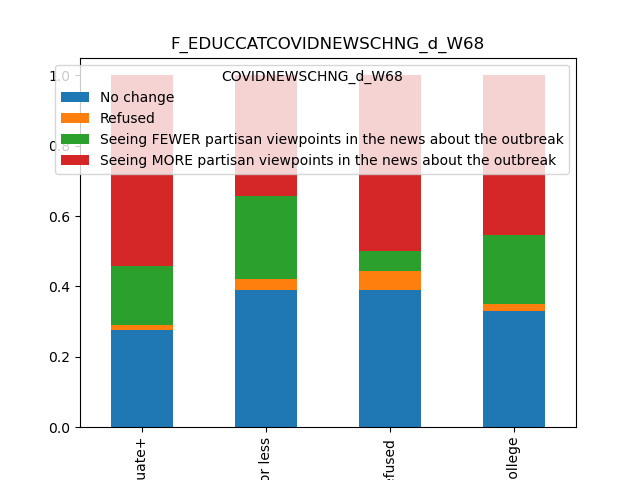 F_EDUCCATCOVIDNEWSCHNG_d_W68
COVIDNEWSCHNG_d_W68
No change
Refused
Seeing FEWER partisan viewpoints in the news about the outbreak
Seeing MORE partisan viewpoints in the news about the outbreak
1.0
0.8
0.6
0.4
0.2
0.0
uate+
or less
efused
ollege